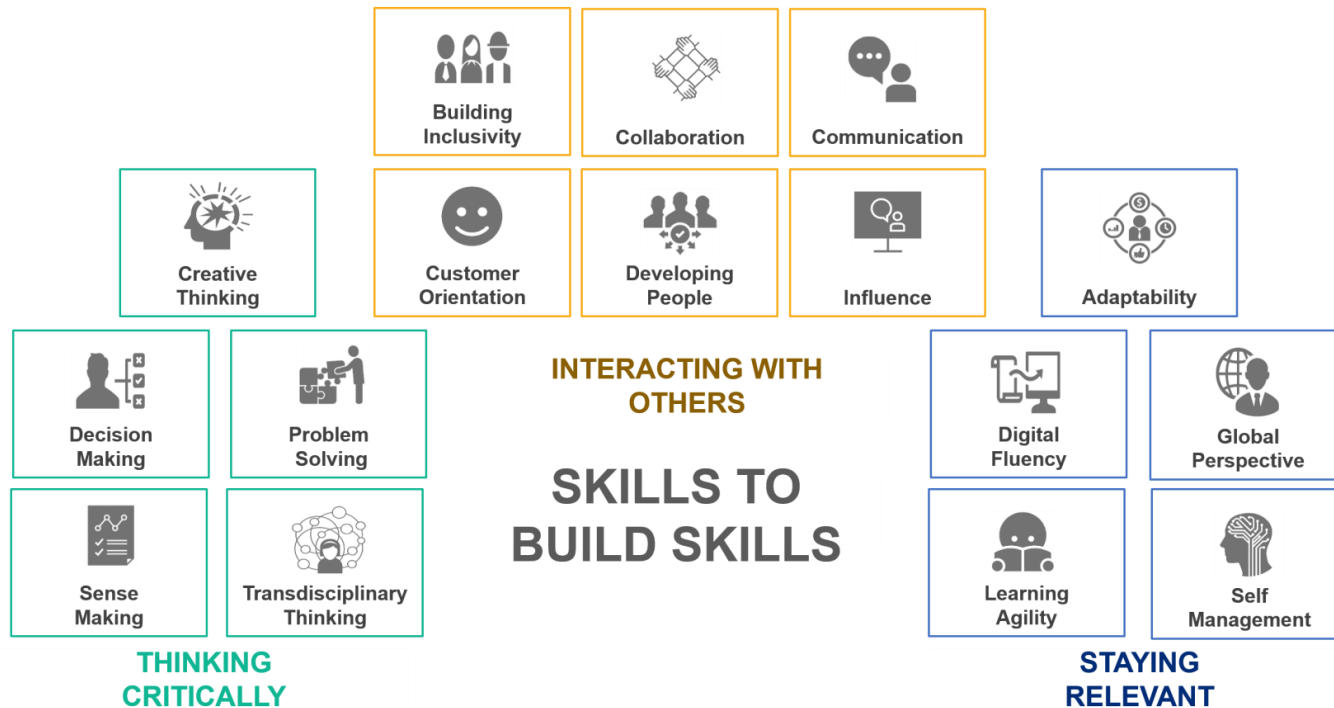 Building
Inclusivity
Collaboration
Communication
Creative
Thinking
Customer
Orientation
Developing
People
Influence
Adaptability
Decision
Making
Problem
Solving
INTERACTING WITH
OTHERS
Digital
Fluency
Global
Perspective
SKILLS TO
BUILD SKILLS
Sense
Making
Transdisciplinary
Thinking
Learning
Agility
Self
Management
THINKING
CRITICALLY
STAYING
RELEVANT